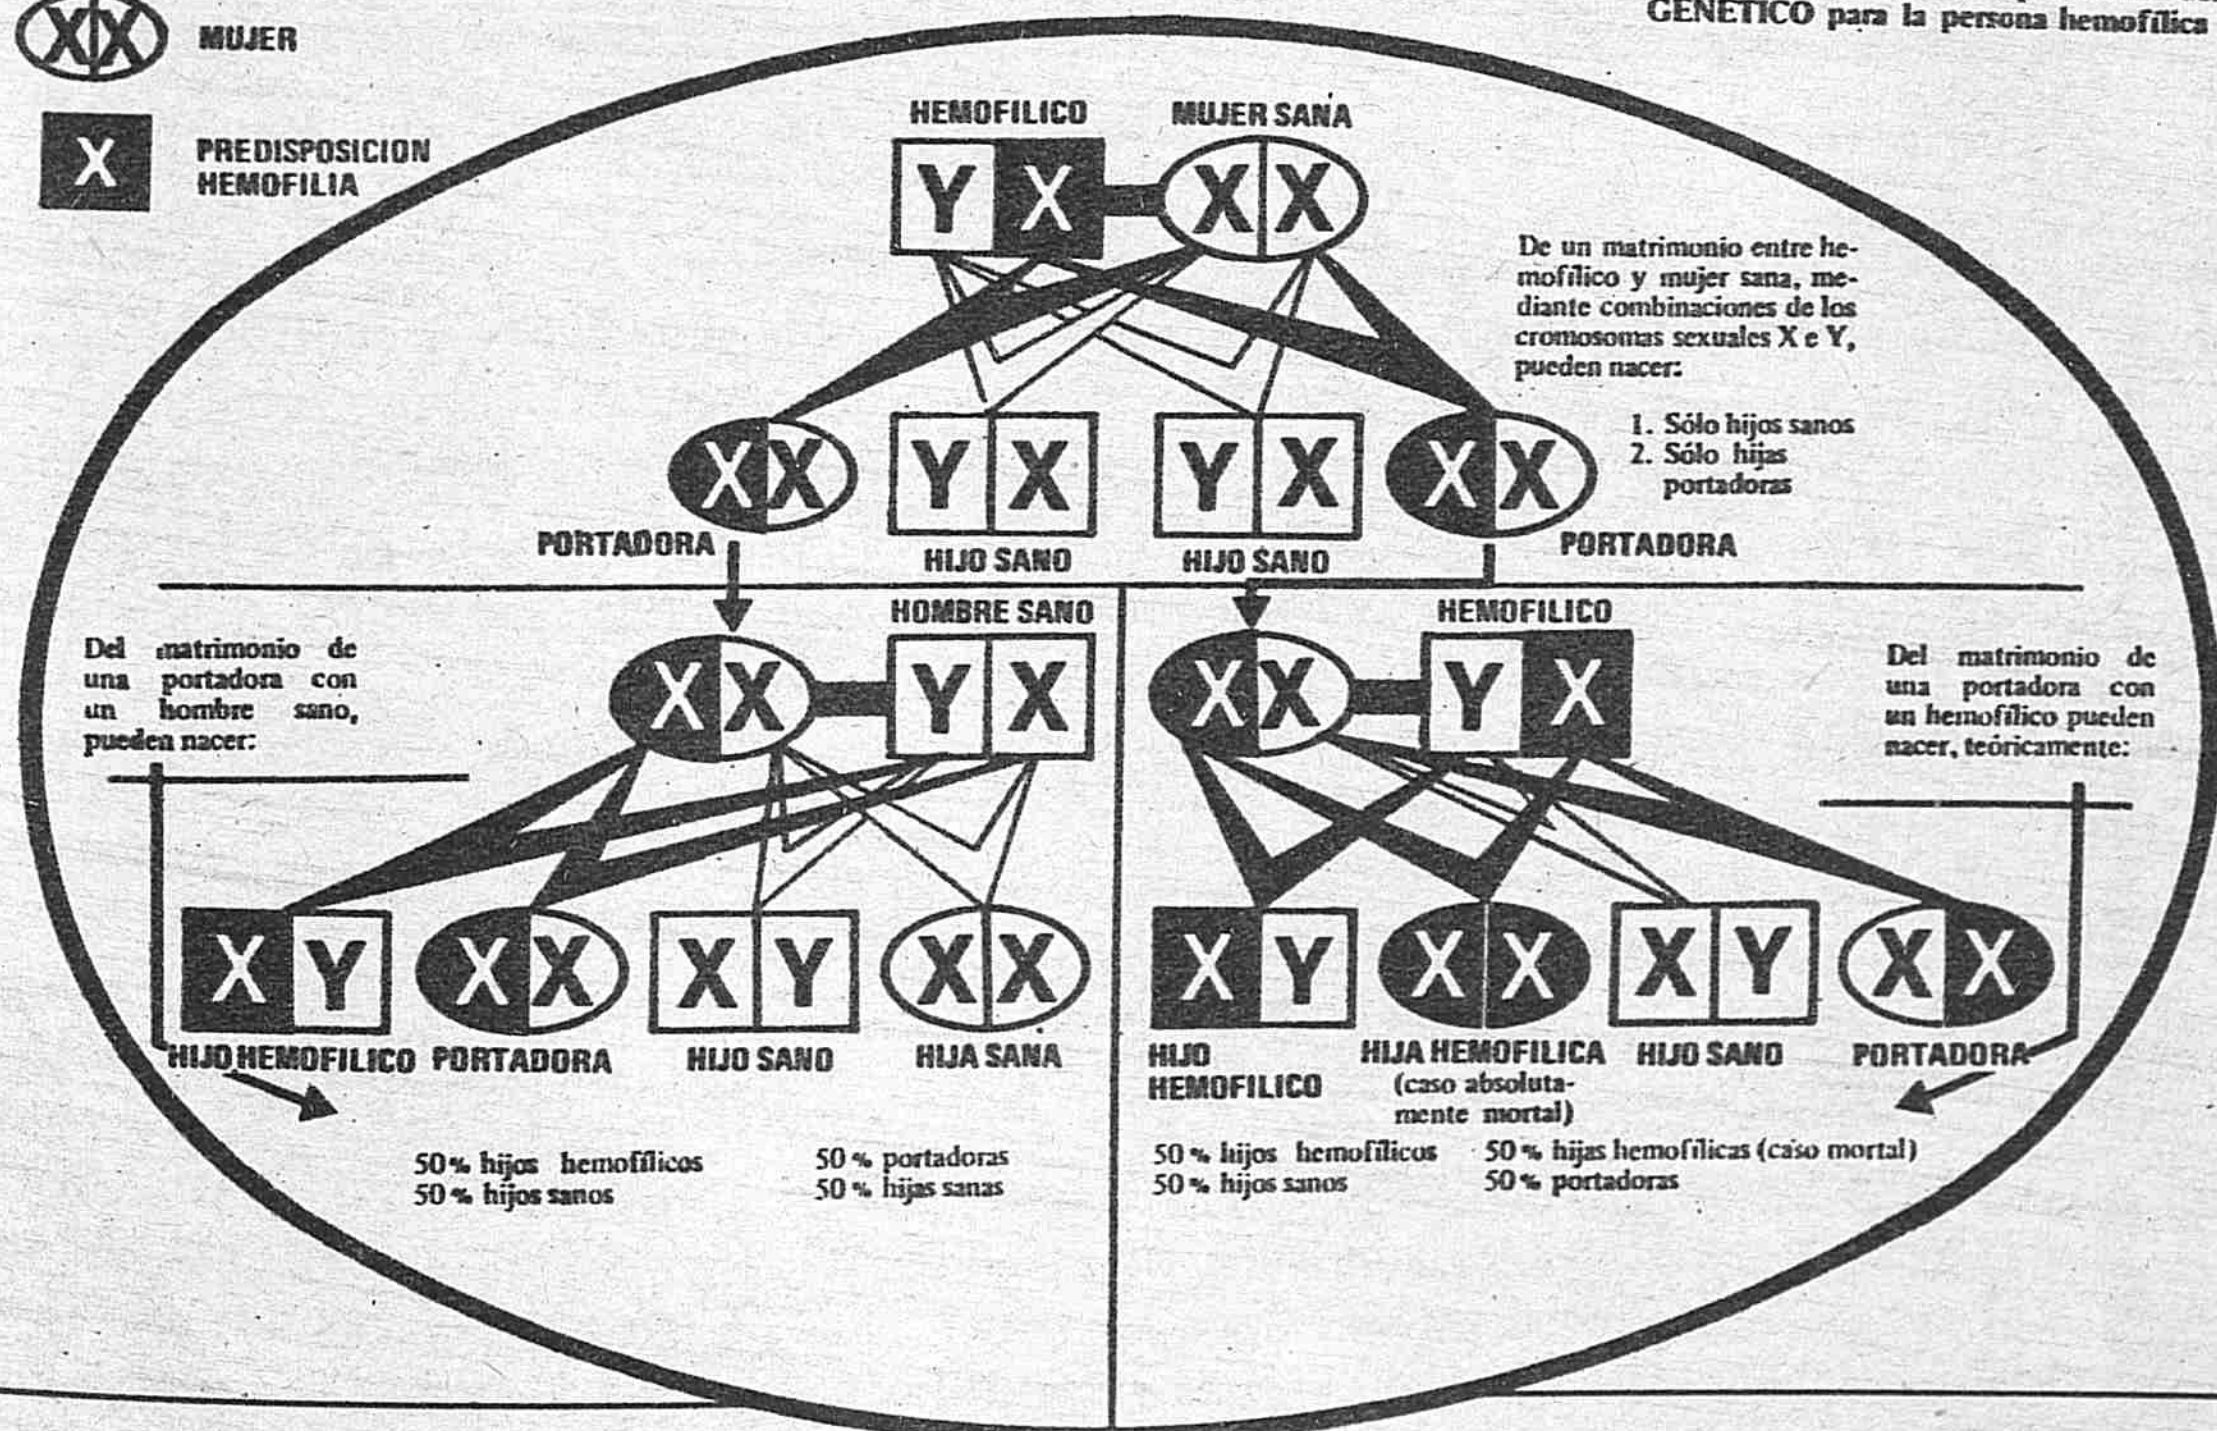 GENETICO para la persona hemofílica
XX
MUJER
X
PREDISPOSICION
HEMOFILIA
HEMOFILICO
MUJER SANA
Y X
X X
De un matrimonio entre he-
mofílico y mujer sana, me-
diante combinaciones de los
cromosomas sexuales X e Y,
pueden nacer:
1. Sólo hijos sanos
2. Sólo hijas
portadoras
X X
Y X
Y X
X X
PORTADORA
HIJO SANO
HIJO SANO
PORTADORA
Del matrimonio de
una portadora con
un hombre sano,
pueden nacer:
HOMBRE SANO
X X
Y X
X Y
X X
X Y
X X
HIJO HEMOFILICO
PORTADORA
HIJO SANO
HIJA SANA
50% hijos hemofílicos
50% hijos sanos
50% portadoras
50% hijas sanas
HEMOFILICO
X X
Y X
Del matrimonio de
una portadora con
un hemofílico pueden
nacer, teóricamente:
X Y
X X
X Y
X X
HIJO
HEMOFILICO
HIJA HEMOFILICA
(caso absoluta-
mente mortal)
HIJO SANO
PORTADORA
50% hijos hemofílicos
50% hijos sanos
50% hijas hemofílicas (caso mortal)
50% portadoras